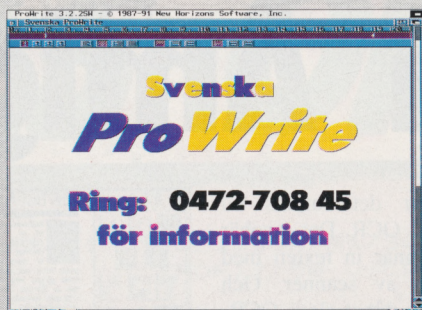 ProWrite 3.2.2SW - © 1987-91 New Horizons Software, Inc.
Svenska ProWrite
Svenska
ProWrite
Ring: 0472-708 45
för information